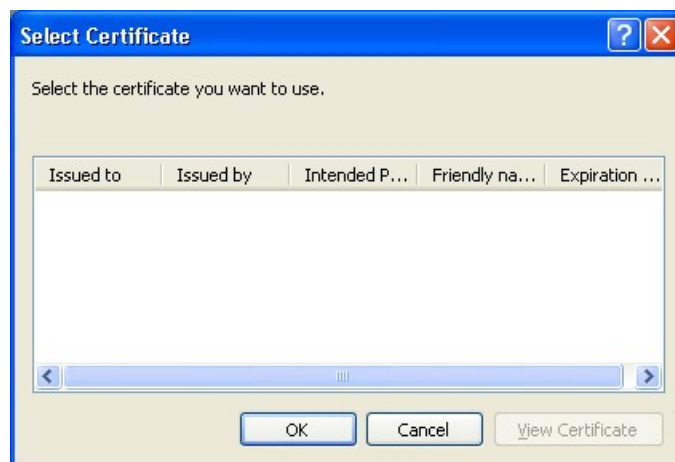 Select Certificate
Select the certificate you want to use.
Issued to Issued by Intended P... Friendly na... Expiration ...
OK Cancel View Certificate